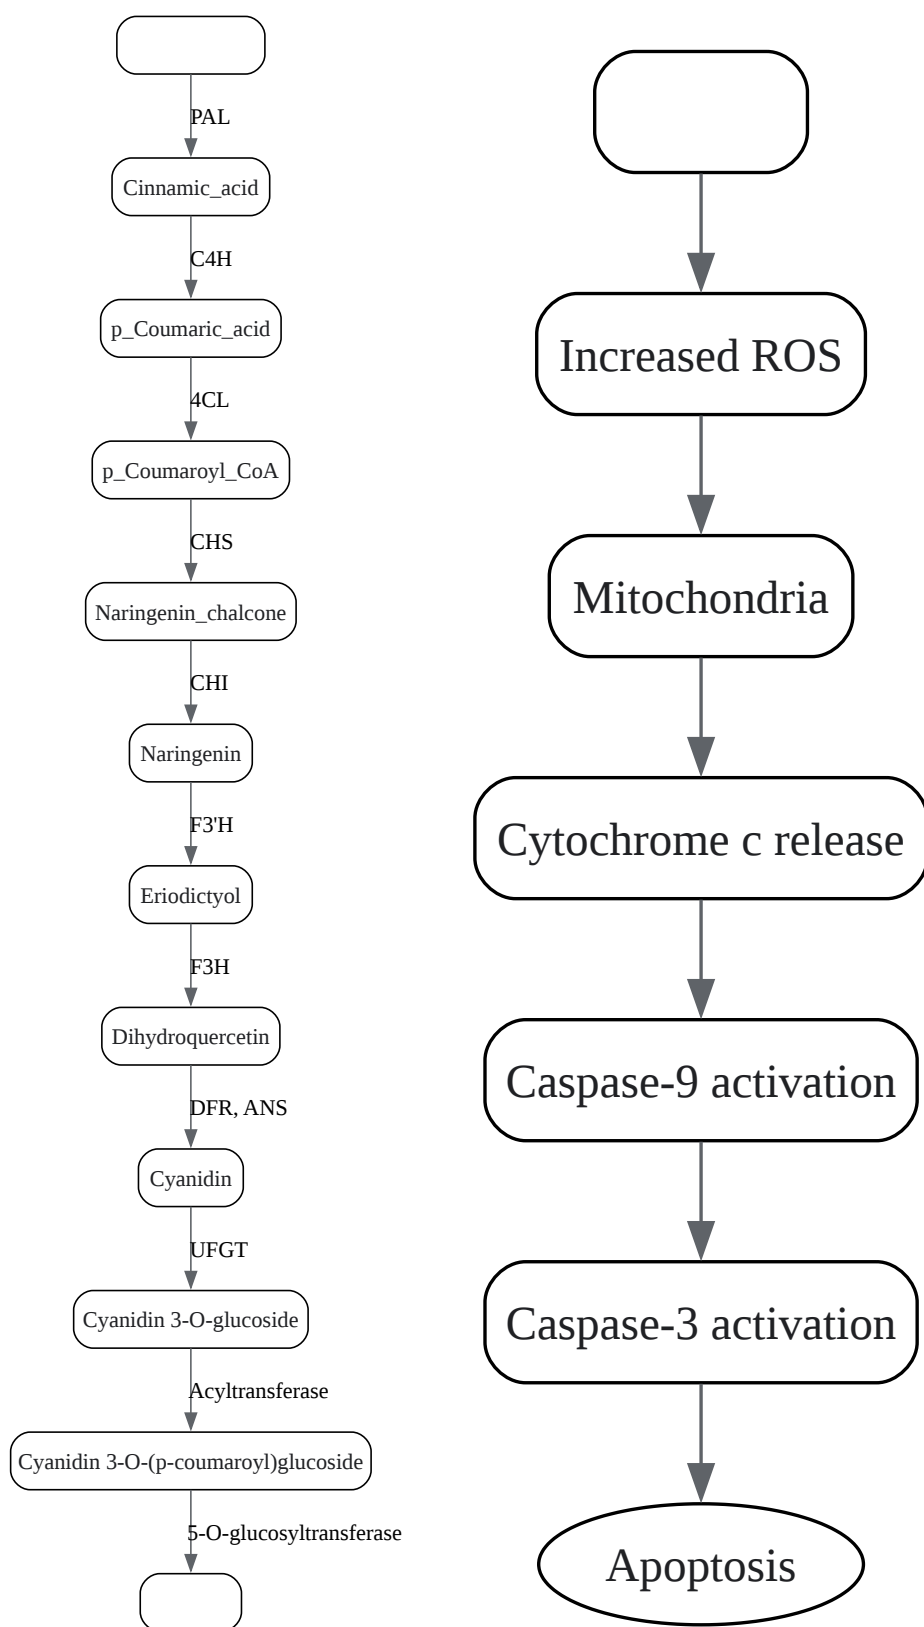 PAL
Cinnamic_acid
C4H
p_Coumaric_acid
4CL
p_Coumaroyl_CoA
CHS
Naringenin_chalcone
CHI
Naringenin
F3'H
Eriodictyol
F3H
Dihydroquercetin
DFR, ANS
Cyanidin
UFGT
Cyanidin 3-O-glucoside
Acyltransferase
Cyanidin 3-O-(p-coumaroyl)glucoside
5-O-glucosyltransferase
Increased ROS
Mitochondria
Cytochrome c release
Caspase-9 activation
Caspase-3 activation
Apoptosis